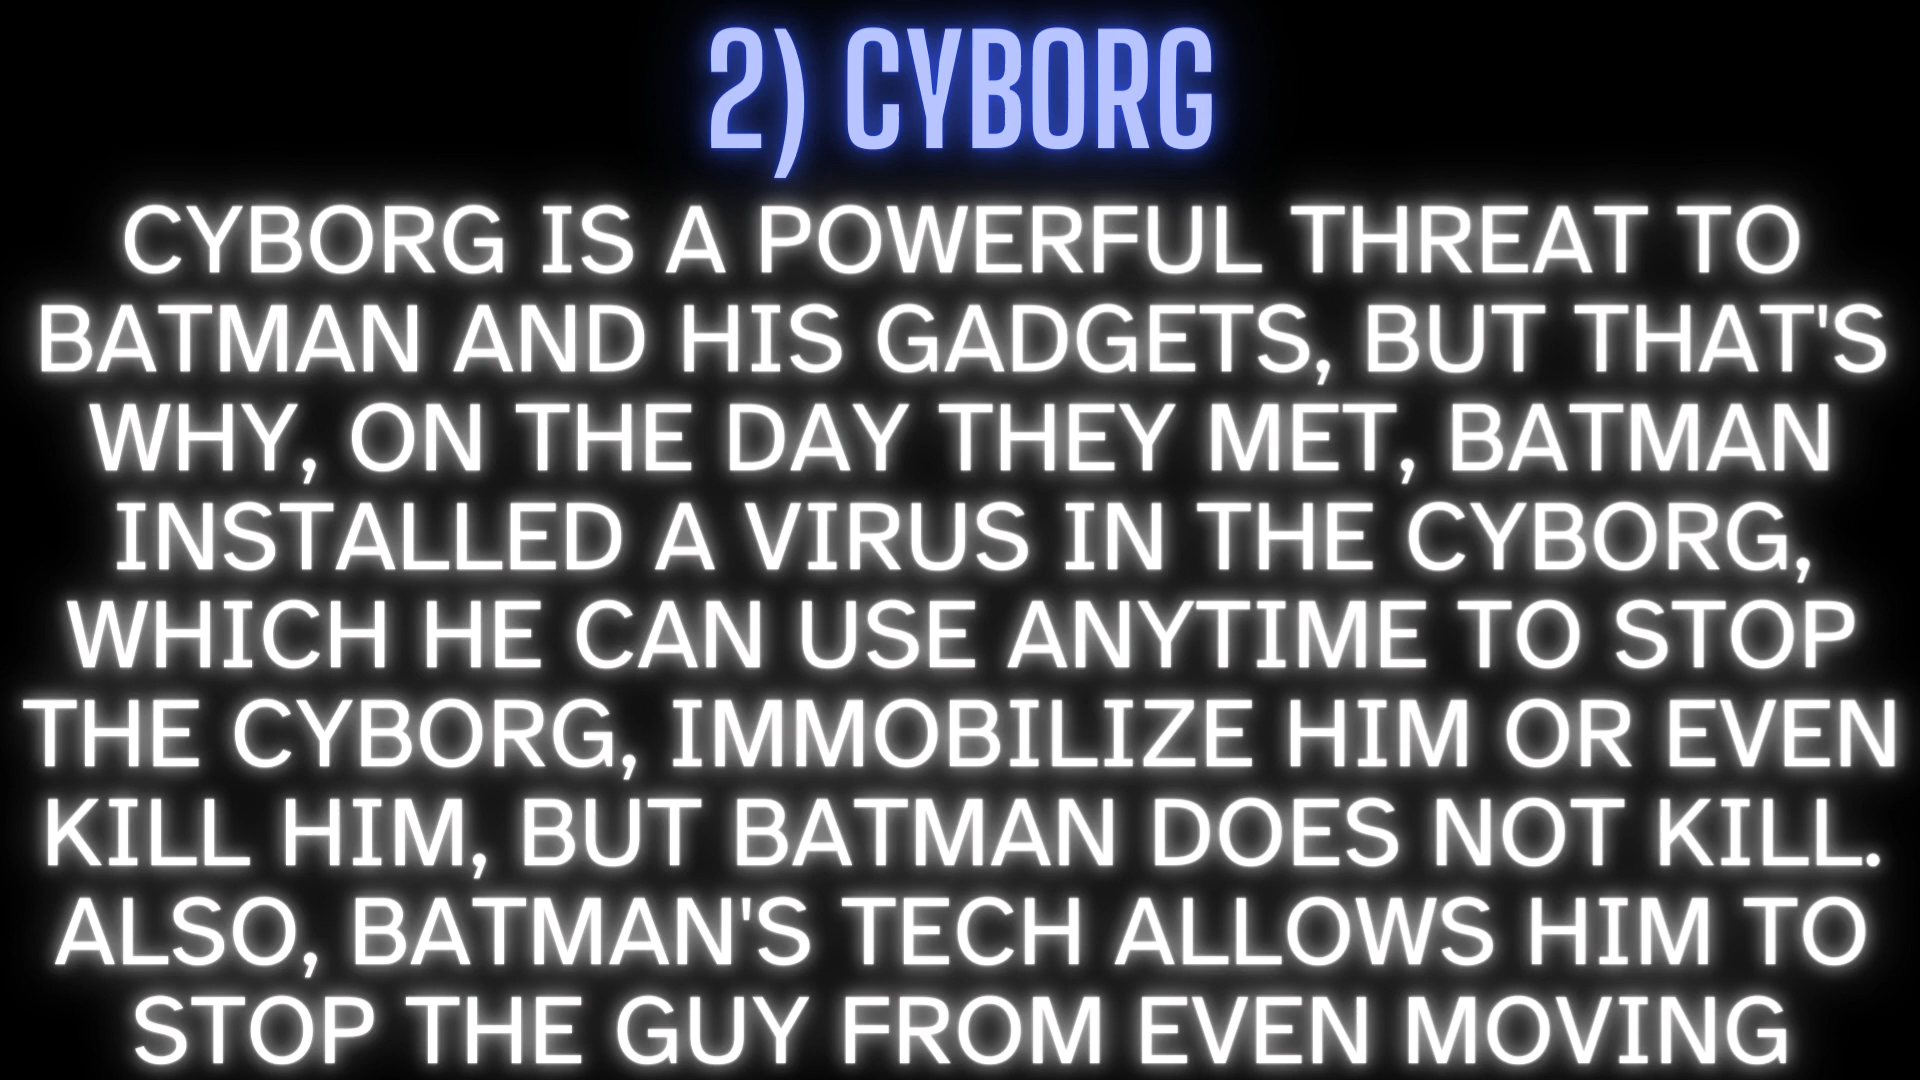 2) CYBORG
CYBORG IS A POWERFUL THREAT TO
BATMAN AND HIS GADGETS, BUT THAT'S
WHY, ON THE DAY THEY MET, BATMAN
INSTALLED A VIRUS IN THE CYBORG,
WHICH HE CAN USE ANYTIME TO STOP
THE CYBORG, IMMOBILIZE HIM OR EVEN
KILL HIM, BUT BATMAN DOES NOT KILL.
ALSO, BATMAN'S TECH ALLOWS HIM TO
STOP THE GUY FROM EVEN MOVING